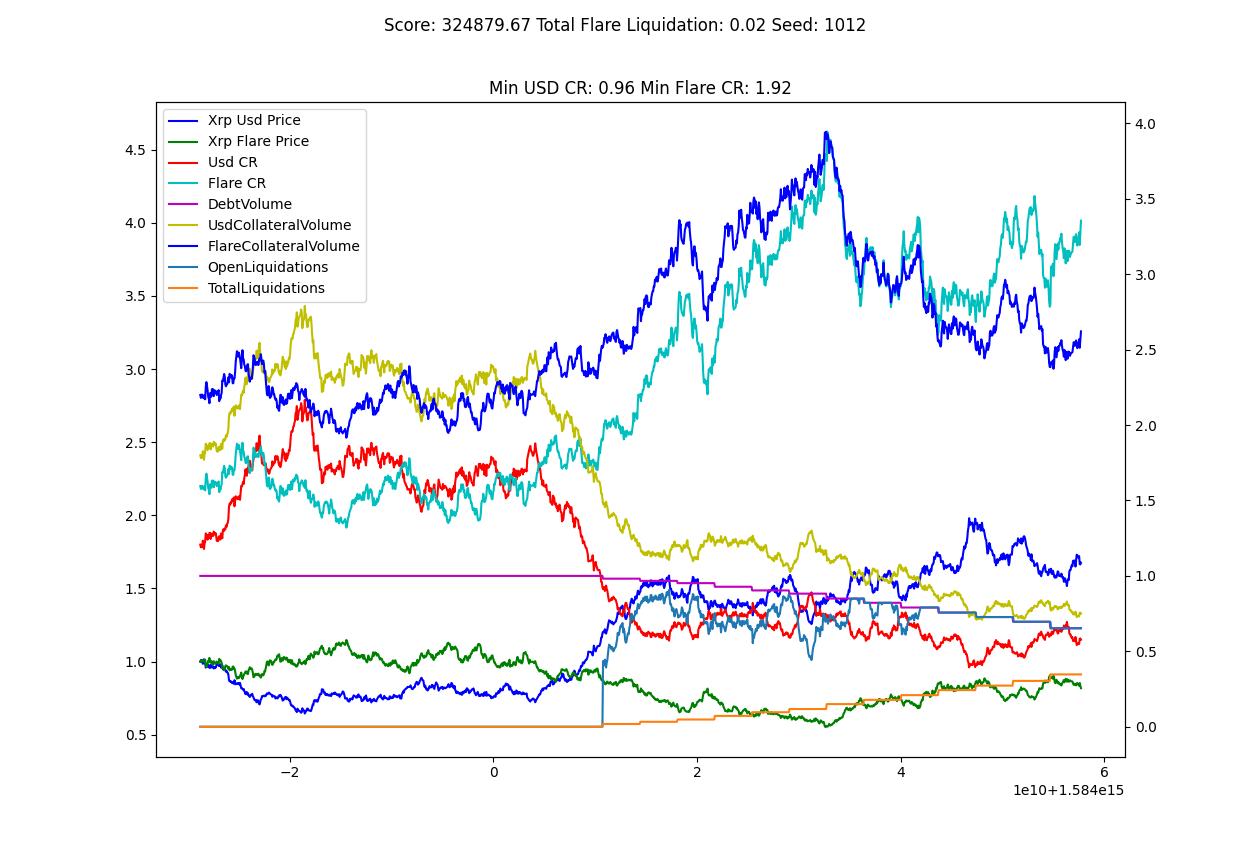 Score: 324879.67 Total Flare Liquidation: 0.02 Seed: 1012
Min USD CR: 0.96 Min Flare CR: 1.92
Xrp Usd Price
Xrp Flare Price
Usd CR
Flare CR
DebtVolume
UsdCollateralVolume
FlareCollateralVolume
OpenLiquidations
TotalLiquidations
4.5
4.0
3.5
3.0
2.5
2.0
1.5
1.0
0.5
4.0
3.5
3.0
2.5
2.0
1.5
1.0
0.5
0.0
−2 0 2 4 6
1e10+1.584e15